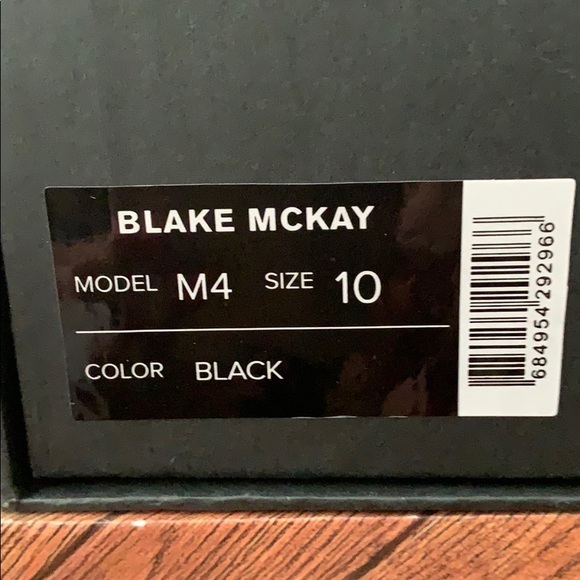 BLAKE MCKAY
MODEL M4 SIZE 10
COLOR BLACK
684954292966